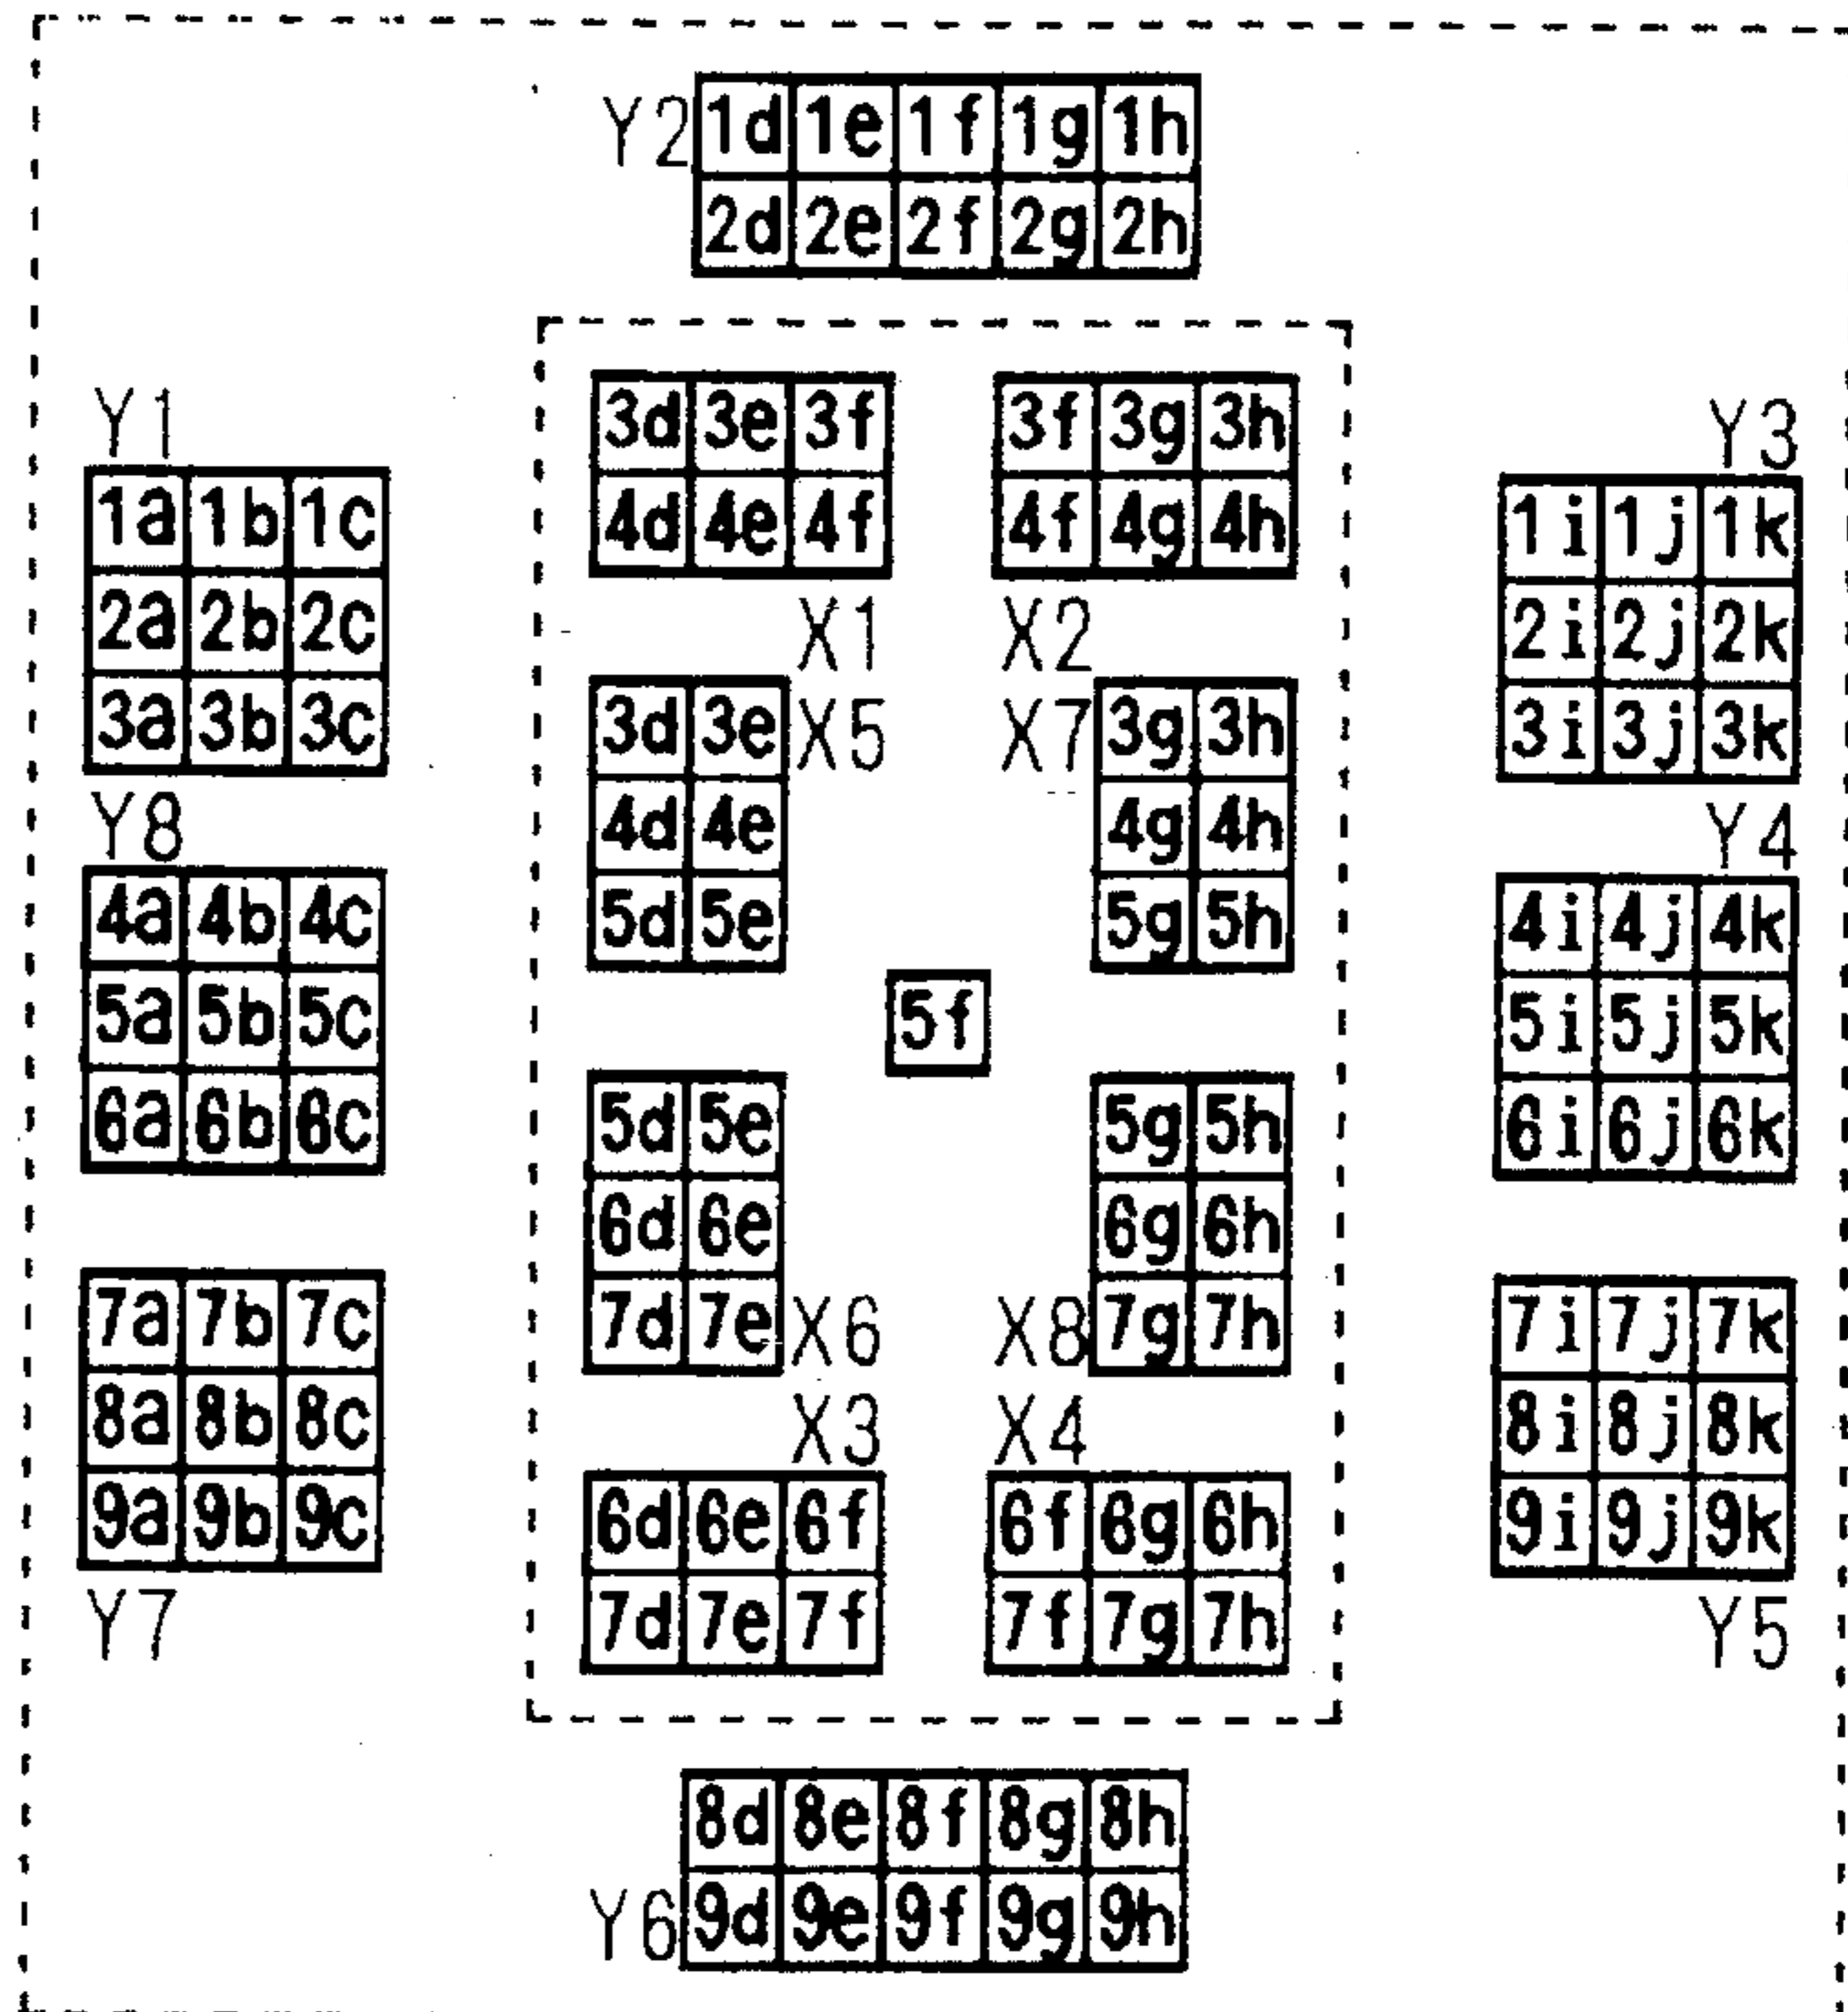 Y2 1d 1e 1f 1g 1h
2d 2e 2f 2g 2h
Y1
1a 1b 1c
2a 2b 2c
3a 3b 3c
Y8
4a 4b 4c
5a 5b 5c
6a 6b 6c
7a 7b 7c
8a 8b 8c
9a 9b 9c
Y7
3d 3e 3f
4d 4e 4f
X1
3f 3g 3h
4f 4g 4h
X2
3d 3e X5
4d 4e
5d 5e
X7 3g 3h
4g 4h
5g 5h
5f
5d 5e
6d 6e
7d 7e X6
5g 5h
6g 6h
X8 7g 7h
X3
6d 6e 6f
7d 7e 7f
X4
6f 6g 6h
7f 7g 7h
Y3
1i 1j 1k
2i 2j 2k
3i 3j 3k
Y4
4i 4j 4k
5i 5j 5k
6i 6j 6k
7i 7j 7k
8i 8j 8k
9i 9j 9k
Y5
8d 8e 8f 8g 8h
Y6 9d 9e 9f 9g 9h